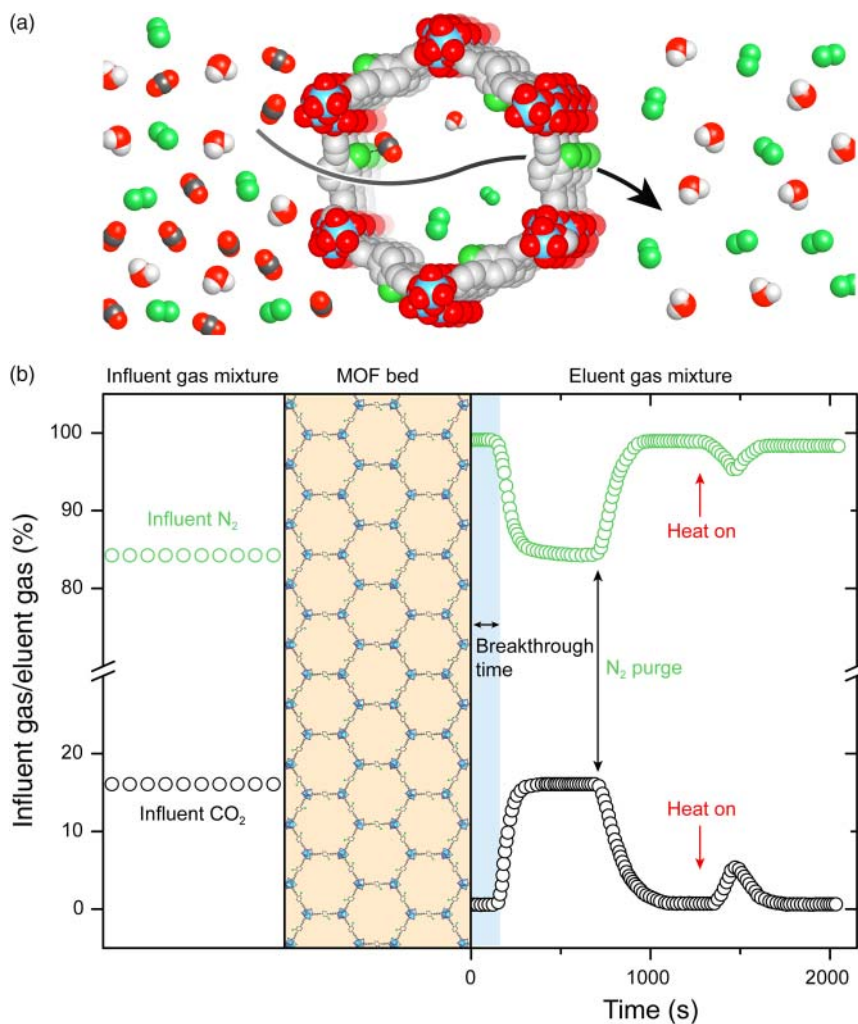 (a)
(b)
Influent gas mixture
MOF bed
Eluent gas mixture
Influent gas/eluent gas (%)
100
90
80
20
10
0
Influent N₂
Influent CO₂
Breakthrough
time
N₂ purge
Heat on
Heat on
0
1000
2000
Time (s)